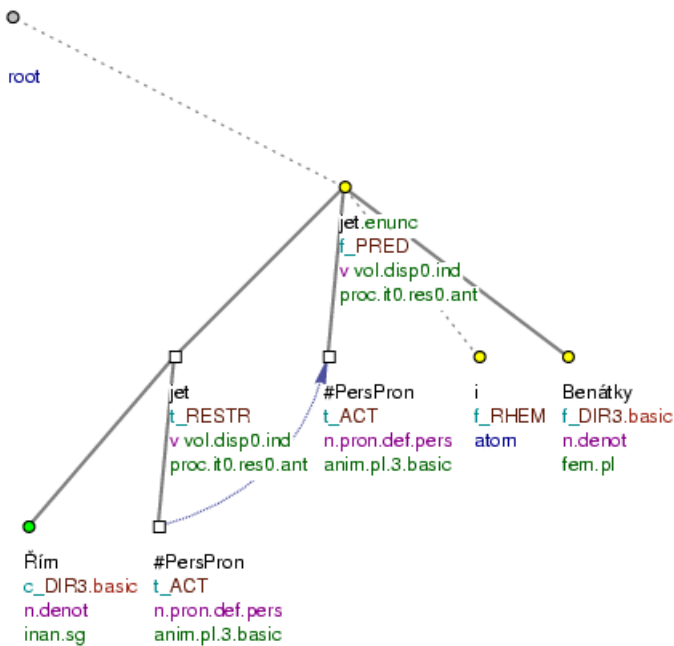 root
jet.enunc
f_PRED
v vol.disp0.ind
proc.it0.res0.ant
jet
t_RESTR
v vol.disp0.ind
proc.it0.res0.ant
#PersPron
t_ACT
n.pron.def.pers
anim.pl.3.basic
i
f_RHEM
atom
Benátky
f_DIR3.basic
n.denot
fem.pl
Řím
c_DIR3.basic
n.denot
inan.sg
#PersPron
t_ACT
n.pron.def.pers
anim.pl.3.basic